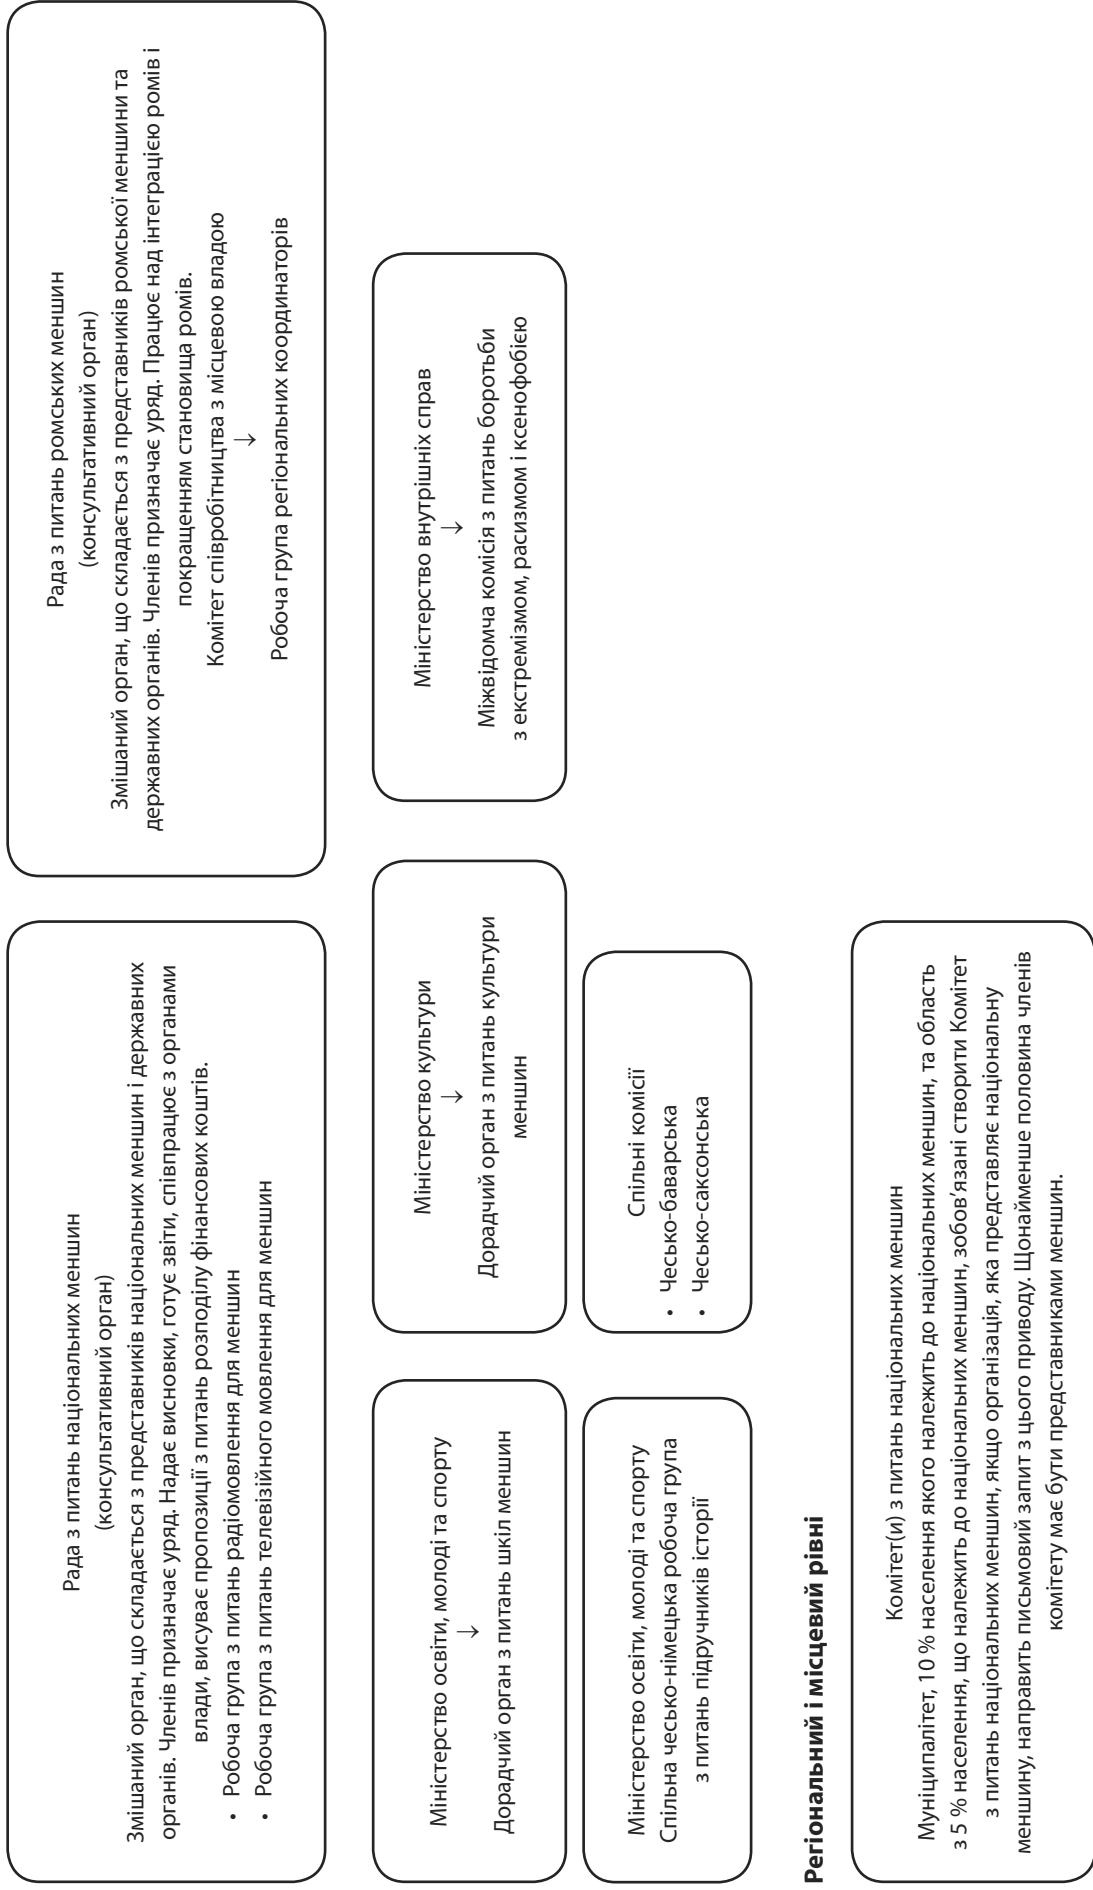 Рада з питань національних меншин
(консультативний орган)
Змішаний орган, що складається з представників національних меншин і державних
органів. Членів призначає уряд. Надає висновки, готує звіти, співпрацює з органами
влади, висуває пропозиції з питань розподілу фінансових коштів.
• Робоча група з питань радіомовлення для меншин
• Робоча група з питань телевізійного мовлення для меншин
Рада з питань ромських меншин
(консультативний орган)
Змішаний орган, що складається з представників ромської меншини та
державних органів. Членів призначає уряд. Працює над інтеграцією ромів і
покращенням становища ромів.
Комітет співробітництва з місцевою владою
↓
Робоча група регіональних координаторів
Міністерство освіти, молоді та спорту
↓
Дорадчий орган з питань шкіл меншин
Міністерство культури
↓
Дорадчий орган з питань культури
меншин
Міністерство внутрішніх справ
↓
Міжвідомча комісія з питань боротьби
з екстремізмом, расизмом і ксенофобією
Міністерство освіти, молоді та спорту
Спільна чесько-німецька робоча група
з питань підручників історії
Спільні комісії
• Чесько-баварська
• Чесько-саксонська
Регіональний і місцевий рівні
Комітет(и) з питань національних меншин
Муніципалітет, 10 % населення якого належить до національних меншин, та область
з 5 % населення, що належить до національних меншин, зобов’язані створити Комітет
з питань національних меншин, якщо організація, яка представляє національну
меншину, направить письмовий запит з цього приводу. Щонайменше половина членів
комітету має бути представниками меншин.